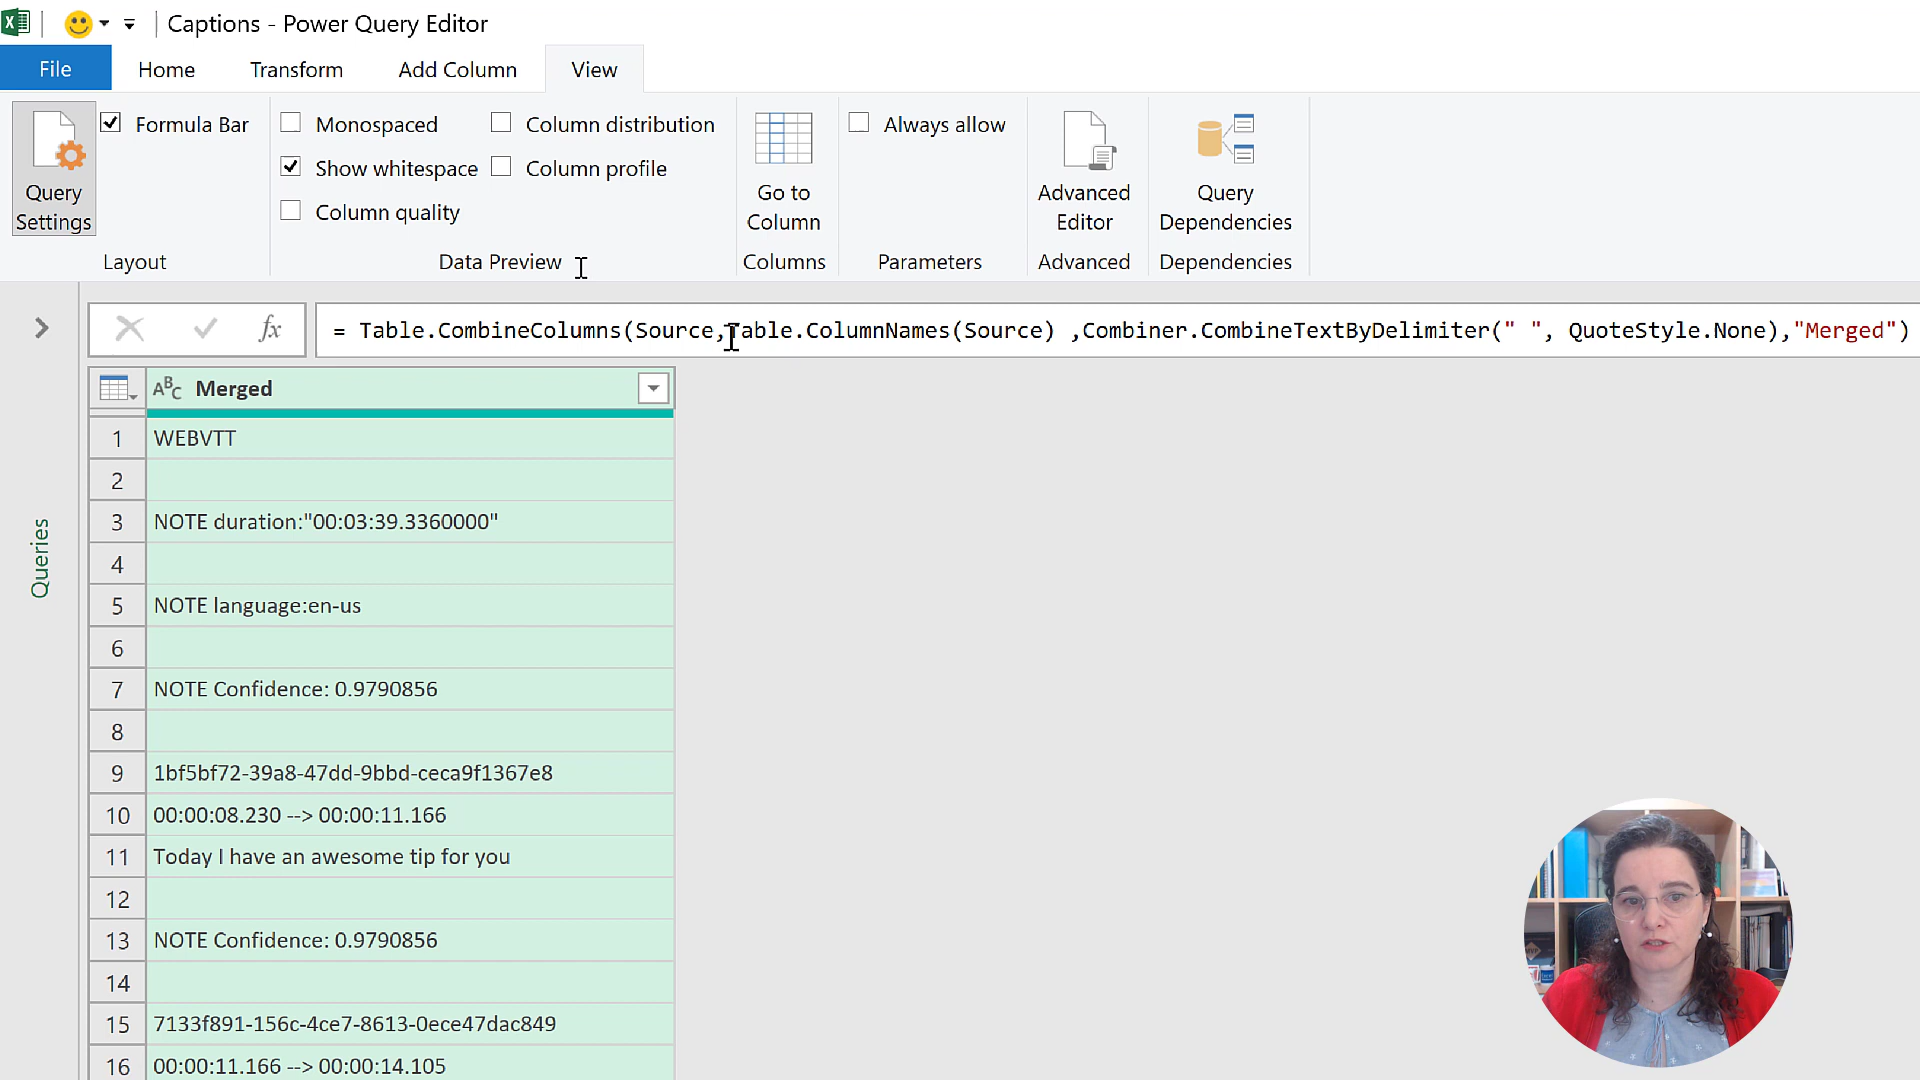 Captions - Power Query Editor
File Home Transform Add Column View
Query Settings
Formula Bar
Layout
Monospaced
Show whitespace
Column quality
Column distribution
Column profile
Data Preview
Go to Column
Columns
Always allow
Parameters
Advanced Editor
Advanced
Query Dependencies
Dependencies
fx = Table.CombineColumns(Source,Table.ColumnNames(Source) ,Combiner.CombineTextByDelimiter(" ", QuoteStyle.None),"Merged")
Queries
ABC Merged
1 WEBVTT
2
3 NOTE duration:"00:03:39.3360000"
4
5 NOTE language:en-us
6
7 NOTE Confidence: 0.9790856
8
9 1bf5bf72-39a8-47dd-9bbd-ceca9f1367e8
10 00:00:08.230 --> 00:00:11.166
11 Today I have an awesome tip for you
12
13 NOTE Confidence: 0.9790856
14
15 7133f891-156c-4ce7-8613-0ece47dac849
16 00:00:11.166 --> 00:00:14.105